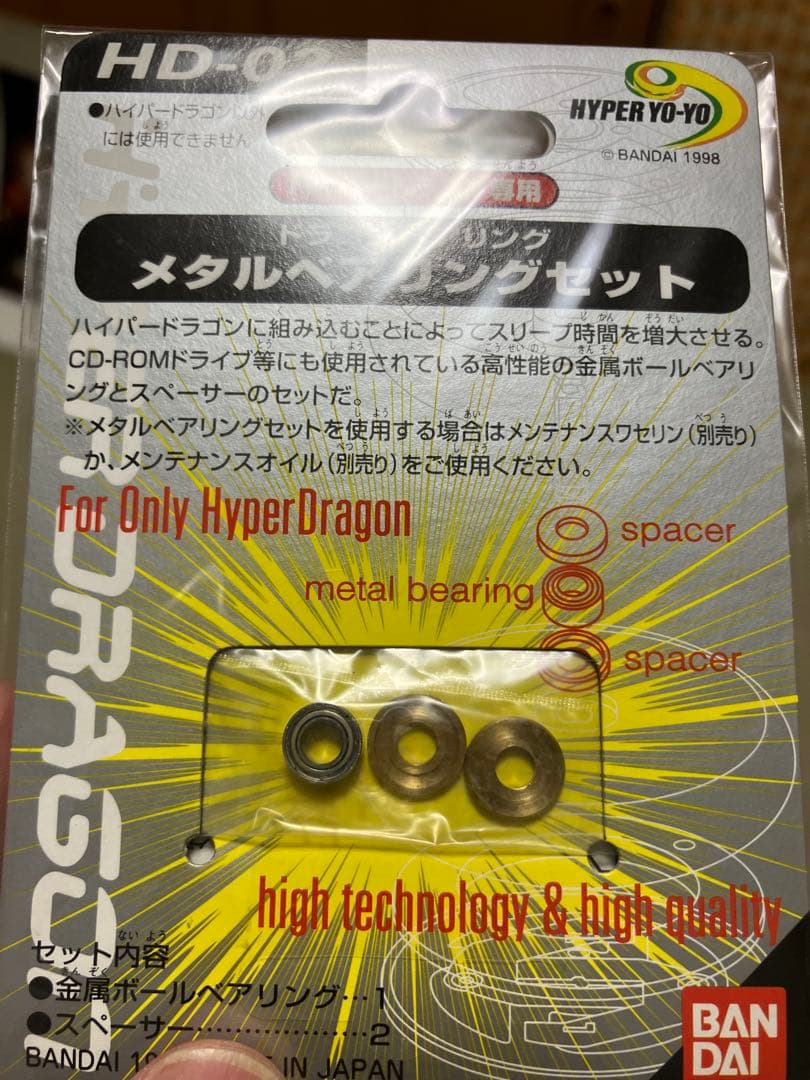 HD-02
●ハイパードラゴン以外
には使用できません
HYPER YO-YO
© BANDAI 1998
専用
メタルベアリングセット
ハイパードラゴンに組み込むことによってスリープ時間を増大させる。
CD-ROMドライブ等にも使用されている高性能の金属ボールベアリ
ングとスペーサーのセットだ。
※メタルベアリングセットを使用する場合はメンテナンスワセリン(別売り)
か、メンテナンスオイル(別売り)をご使用ください。
For Only HyperDragon
spacer
metal bearing
spacer
high technology & high quality
セット内容
●金属ボールベアリング…1
●スペーサー………………2
BANDAI
IN JAPAN
BAN
DAI